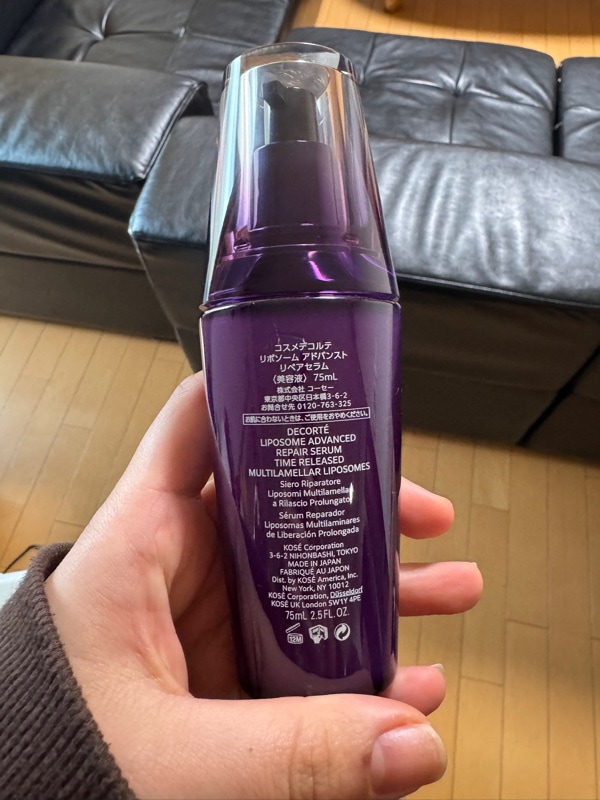 コスメデコルテ
リポソーム アドバンスト
リペアセラム
〈美容液〉 75mL
株式会社 コーセー
東京都中央区日本橋3-6-2
お問合せ先 0120-763-325
お肌に合わないときは、ご使用をおやめください。
DECORTÉ
LIPOSOME ADVANCED
REPAIR SERUM
TIME RELEASED
MULTILAMELLAR LIPOSOMES
Siero Riparatore
Liposomi Multilamellari
a Rilascio Prolungato
Sérum Reparador
Liposomas Multilaminares
de Liberación Prolongada
KOSÉ Corporation
3-6-2 NIHONBASHI, TOKYO
MADE IN JAPAN
FABRIQUÉ AU JAPON
Dist. by KOSÉ America, Inc.
New York, NY 10012
KOSÉ Corporation, Düsseldorf
KOSÉ UK London SW1Y 4PE
75mL 2.5 FL. OZ.
12M